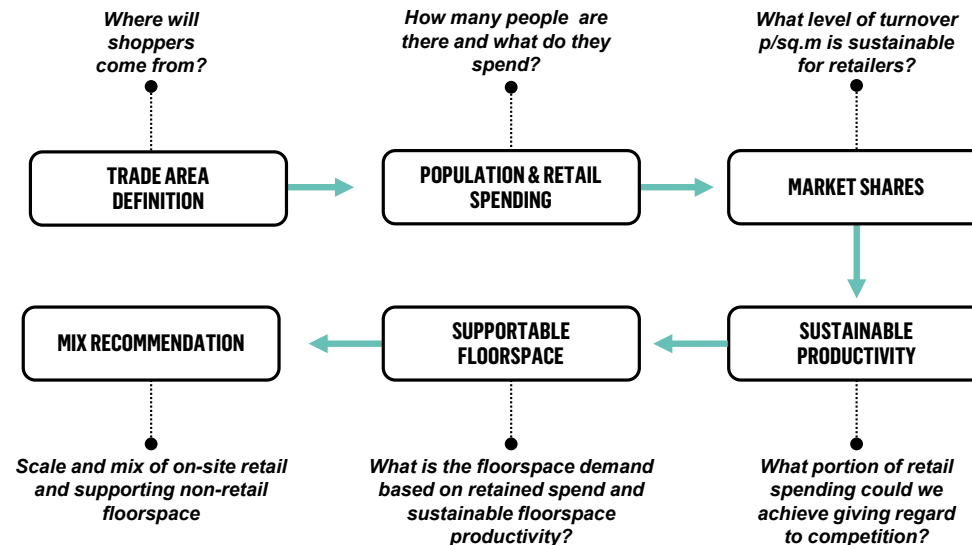 Where will
shoppers
come from?
How many people are
there and what do they
spend?
What level of turnover
p/sq.m is sustainable
for retailers?
TRADE AREA
DEFINITION
POPULATION & RETAIL
SPENDING
MARKET SHARES
MIX RECOMMENDATION
SUPPORTABLE
FLOORSPACE
SUSTAINABLE
PRODUCTIVITY
Scale and mix of on-site retail
and supporting non-retail
floorspace
What is the floorspace demand
based on retained spend and
sustainable floorspace
productivity?
What portion of retail
spending could we
achieve giving regard
to competition?